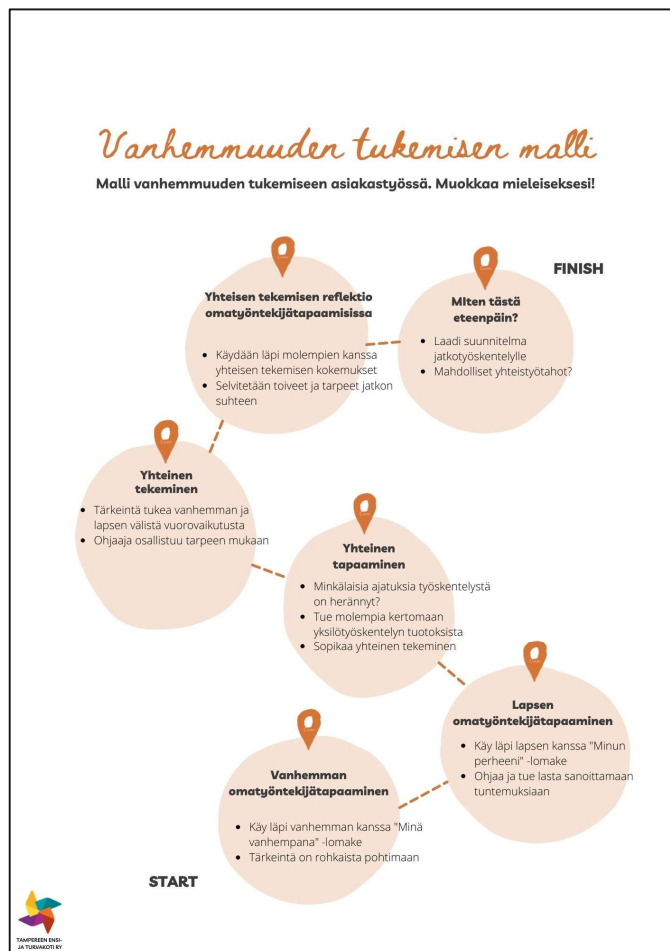 Vanhemmuuden tukemisen malli
Malli vanhemmuuden tukemiseen asiakastyössä. Muokkaa mieleiseksesi!
FINISH
Yhteisen tekemisen reflektio
omatyöntekijätapaamisissa
• Käydään läpi molempien kanssa
yhteisen tekemisen kokemukset
• Selvitetään toiveet ja tarpeet jatkon
suhteen
MIten tästä
eteenpäin?
• Laadi suunnitelma
jatkotyöskentelylle
• Mahdolliset yhteistyötahot?
Yhteinen
tekeminen
• Tärkeintä tukea vanhemman ja
lapsen välistä vuorovaikutusta
• Ohjaaja osallistuu tarpeen mukaan
Yhteinen
tapaaminen
• Minkälaisia ajatuksia työskentelystä
on herännyt?
• Tue molempia kertomaan
yksilötyöskentelyn tuotoksista
• Sopikaa yhteinen tekeminen
Lapsen
omatyöntekijätapaaminen
• Käy läpi lapsen kanssa "Minun
perheeni" -lomake
• Ohjaa ja tue lasta sanoittamaan
tuntemuksiaan
Vanhemman
omatyöntekijätapaaminen
• Käy läpi vanhemman kanssa "Minä
vanhempana" -lomake
• Tärkeintä on rohkaista pohtimaan
START
TAMPEREEN ENSI-
JA TURVAKOTI RY